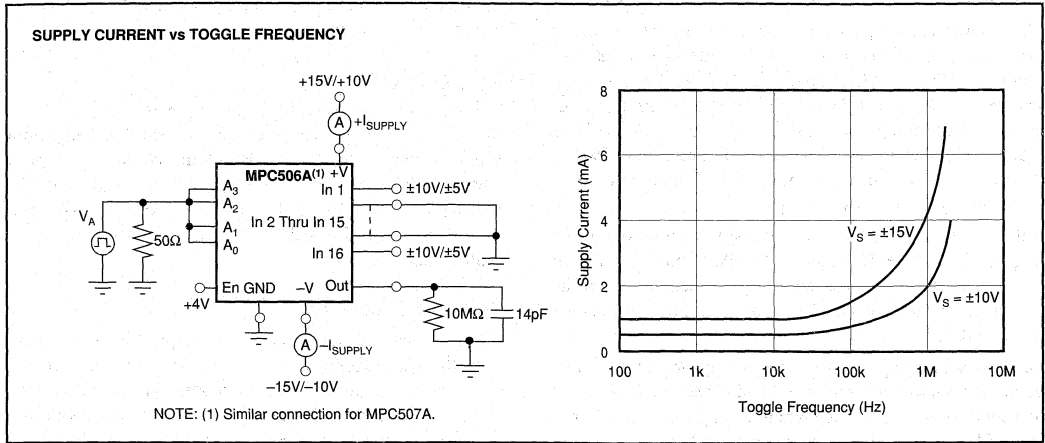 SUPPLY CURRENT vs TOGGLE FREQUENCY
+15V/+10V
A
+I_SUPPLY
MPC506A(1)
+V
A3
A2
A1
A0
In 1
±10V/±5V
In 2 Thru In 15
In 16
±10V/±5V
VA
50Ω
En
GND
–V
Out
+4V
10MΩ
14pF
A
–I_SUPPLY
–15V/–10V
NOTE: (1) Similar connection for MPC507A.
Supply Current (mA)
8
6
4
2
0
VS = ±15V
VS = ±10V
100
1k
10k
100k
1M
10M
Toggle Frequency (Hz)